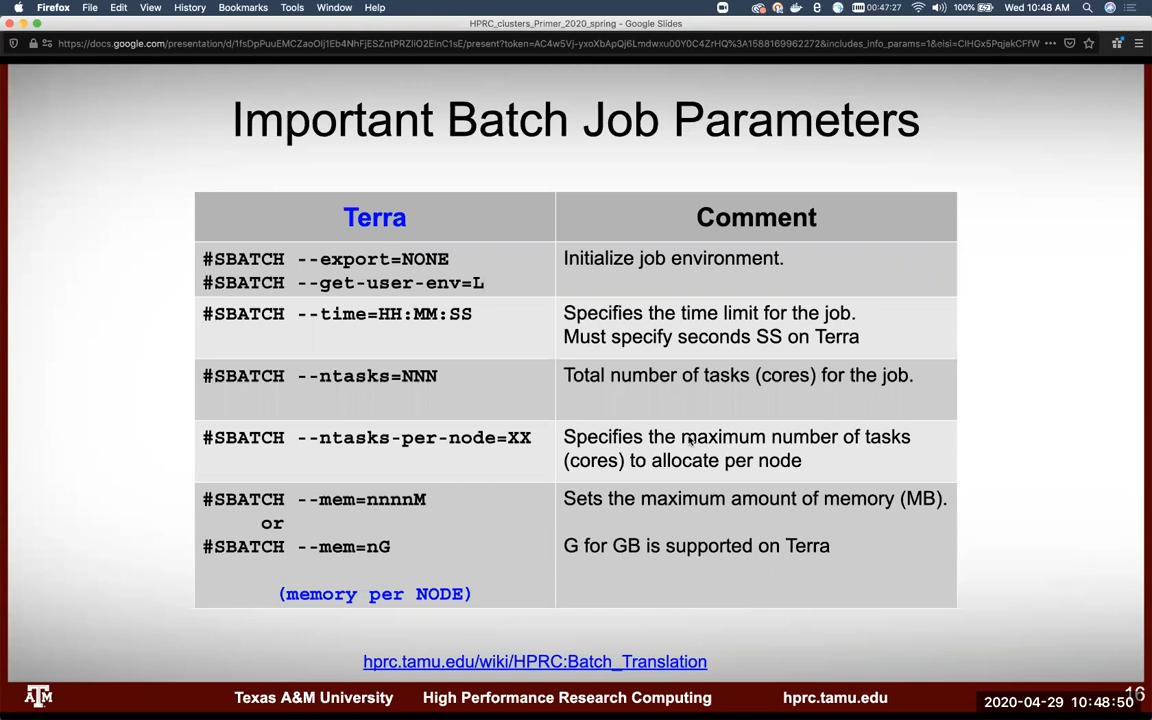 Firefox File Edit View History Bookmarks Tools Window Help 00:47:27 100% Wed 10:48 AM
HPRC_clusters_Primer_2020_spring - Google Slides
Important Batch Job Parameters
Terra Comment
#SBATCH --export=NONE Initialize job environment.
#SBATCH --get-user-env=L
#SBATCH --time=HH:MM:SS Specifies the time limit for the job.
Must specify seconds SS on Terra
#SBATCH --ntasks=NNN Total number of tasks (cores) for the job.
#SBATCH --ntasks-per-node=XX Specifies the maximum number of tasks
(cores) to allocate per node
#SBATCH --mem=nnnnM Sets the maximum amount of memory (MB).
or
#SBATCH --mem=nG G for GB is supported on Terra
(memory per NODE)
hprc.tamu.edu/wiki/HPRC:Batch_Translation
ATM Texas A&M University High Performance Research Computing hprc.tamu.edu 16
2020-04-29 10:48:50